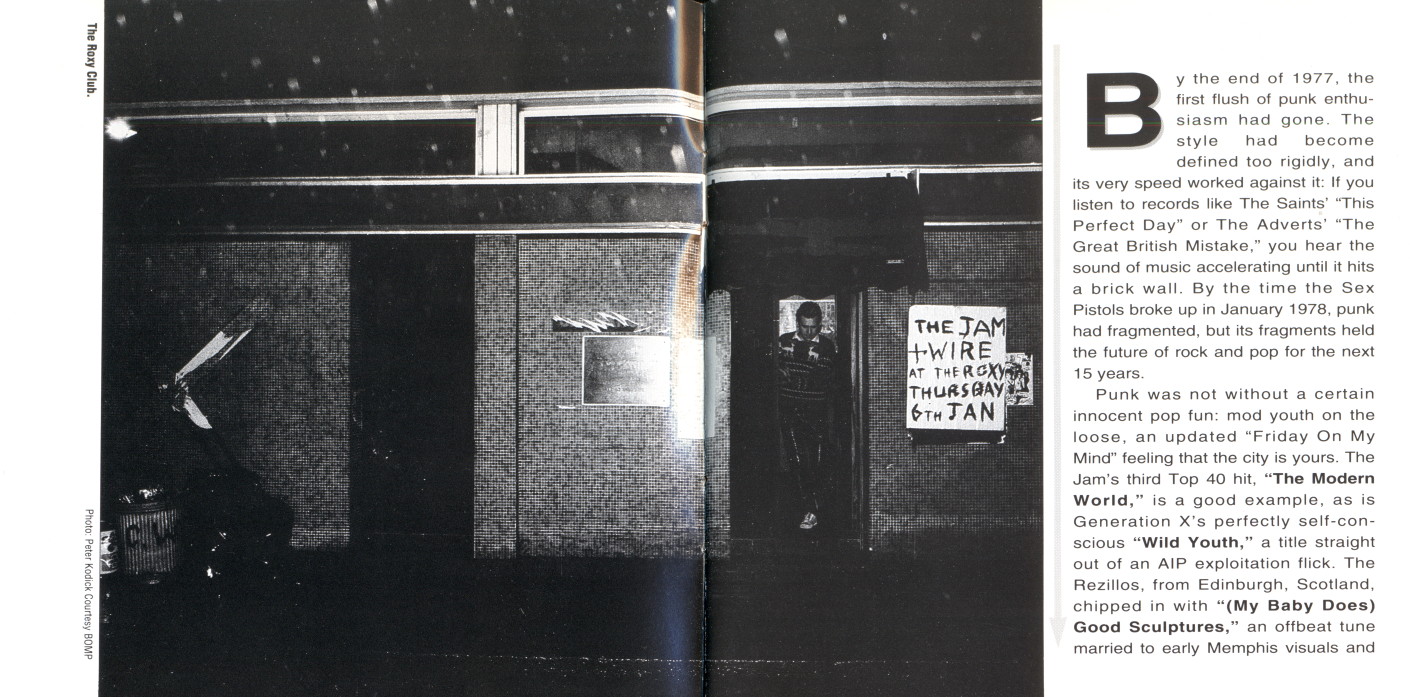 The Roxy Club.
Photo: Peter Kodick Courtesy BOMP
THE JAM
+WIRE
AT THE ROXY
THURSDAY
6TH JAN
By the end of 1977, the
first flush of punk enthu-
siasm had gone. The
style had become
defined too rigidly, and
its very speed worked against it: If you
listen to records like The Saints’ “This
Perfect Day” or The Adverts’ “The
Great British Mistake,” you hear the
sound of music accelerating until it hits
a brick wall. By the time the Sex
Pistols broke up in January 1978, punk
had fragmented, but its fragments held
the future of rock and pop for the next
15 years.
Punk was not without a certain
innocent pop fun: mod youth on the
loose, an updated “Friday On My
Mind” feeling that the city is yours. The
Jam’s third Top 40 hit, “The Modern
World,” is a good example, as is
Generation X’s perfectly self-con-
scious “Wild Youth,” a title straight
out of an AIP exploitation flick. The
Rezillos, from Edinburgh, Scotland,
chipped in with “(My Baby Does)
Good Sculptures,” an offbeat tune
married to early Memphis visuals and